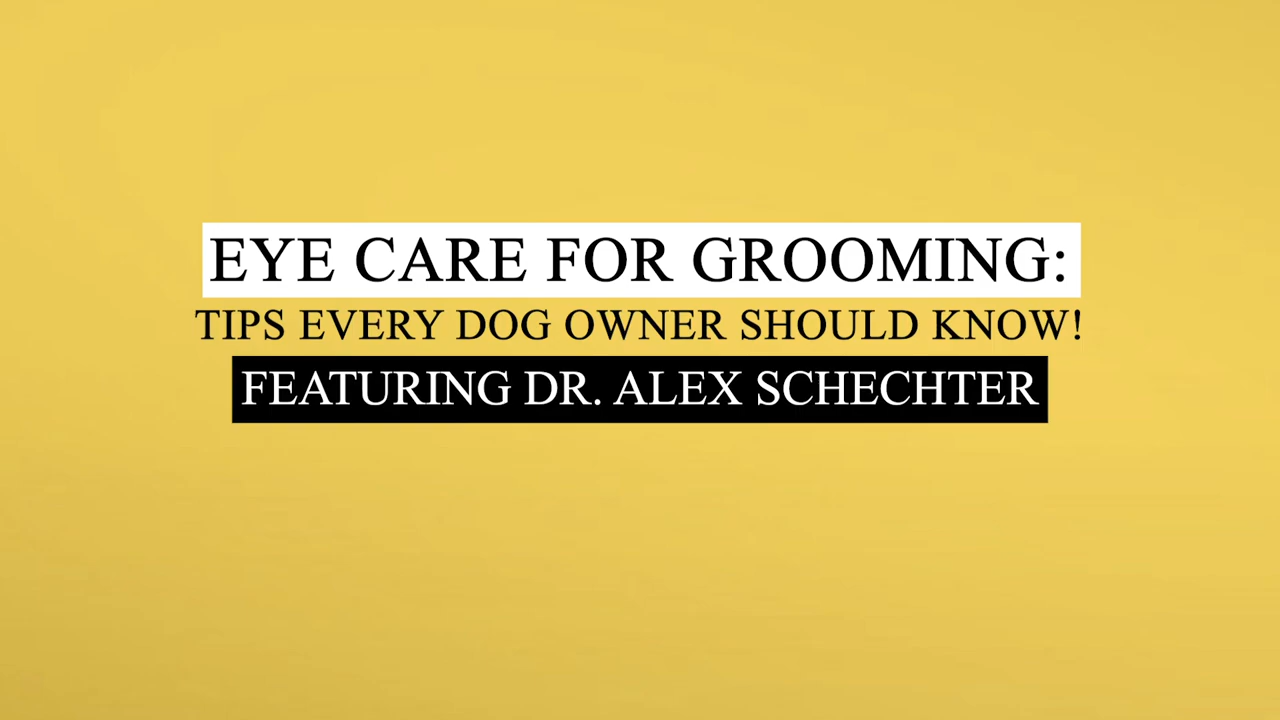 EYE CARE FOR GROOMING:
TIPS EVERY DOG OWNER SHOULD KNOW!
FEATURING DR. ALEX SCHECHTER